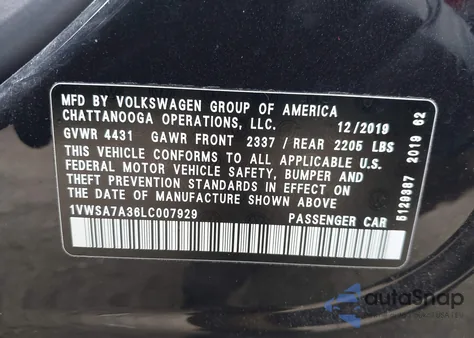 MFD BY VOLKSWAGEN GROUP OF AMERICA
CHATTANOOGA OPERATIONS, LLC. 12/2019
GVWR 4431 GAWR FRONT 2337 / REAR 2205 LBS
THIS VEHICLE CONFORMS TO ALL APPLICABLE U.S.
FEDERAL MOTOR VEHICLE SAFETY, BUMPER AND
THEFT PREVENTION STANDARDS IN EFFECT ON
THE DATE OF MANUFACTURE SHOWN ABOVE
1VWSA7A36LC007929 PASSENGER CAR
5129987 2019 62
autoSnap